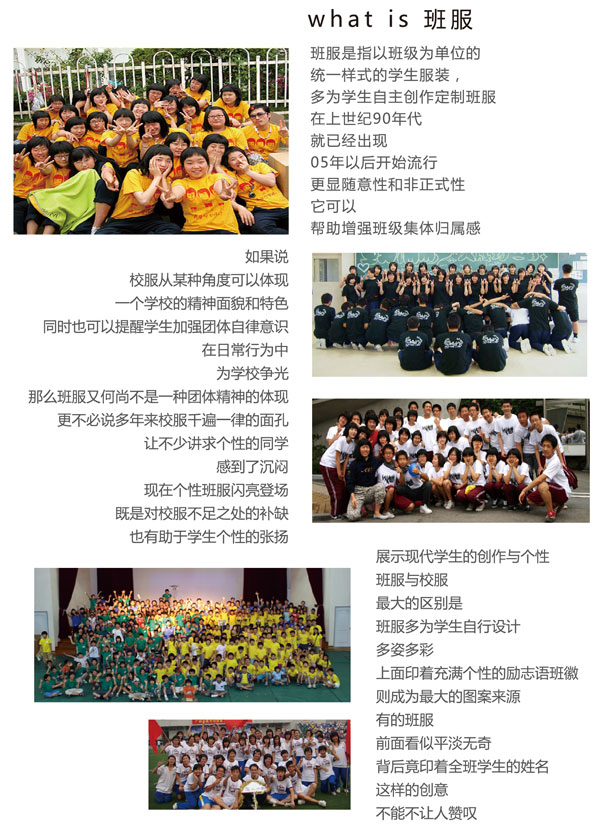 what is 班服
班服是指以班级为单位的
统一样式的学生服装，
多为学生自主创作定制班服
在上世纪90年代
就已经出现
05年以后开始流行
更显随意性和非正式性
它可以
帮助增强班级集体归属感
如果说
校服从某种角度可以体现
一个学校的精神面貌和特色
同时也可以提醒学生加强团体自律意识
在日常行为中
为学校争光
那么班服又何尚不是一种团体精神的体现
更不必说多年来校服千遍一律的面孔
让不少讲求个性的同学
感到了沉闷
现在个性班服闪亮登场
既是对校服不足之处的补缺
也有助于学生个性的张扬
展示现代学生的创作与个性
班服与校服
最大的区别是
班服多为学生自行设计
多姿多彩
上面印着充满个性的励志语班徽
则成为最大的图案来源
有的班服
前面看似平淡无奇
背后竟印着全班学生的姓名
这样的创意
不能不让人赞叹